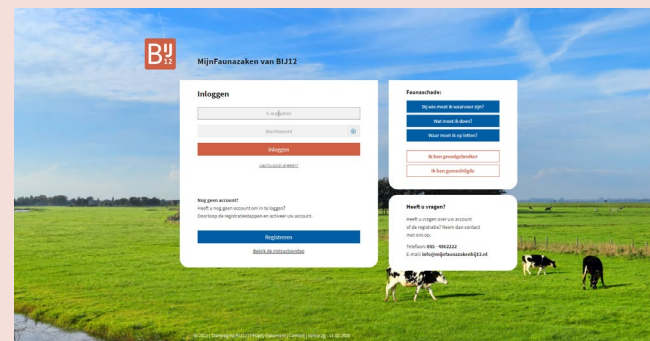 BIJ
12
MijnFaunazaken van BIJ12
Inloggen
E-mailadres
Wachtwoord
Inloggen
wachtwoord vergeten?
Nog geen account?
Heeft u nog geen account om in te loggen?
Doorloop de registratiestappen en activeer uw account.
Registreren
Bekijk de instructievideo
Faunaschade:
Bij wie moet ik waarvoor zijn?
Wat moet ik doen?
Waar moet ik op letten?
Ik ben grondgebruiker
Ik ben gemachtigde
Heeft u vragen?
Heeft u vragen over uw account
of de registratie? Neem dan contact
met ons op.
Telefoon: 085 - 4862222
E-mail: info@mijnfaunazakenbij12.nl